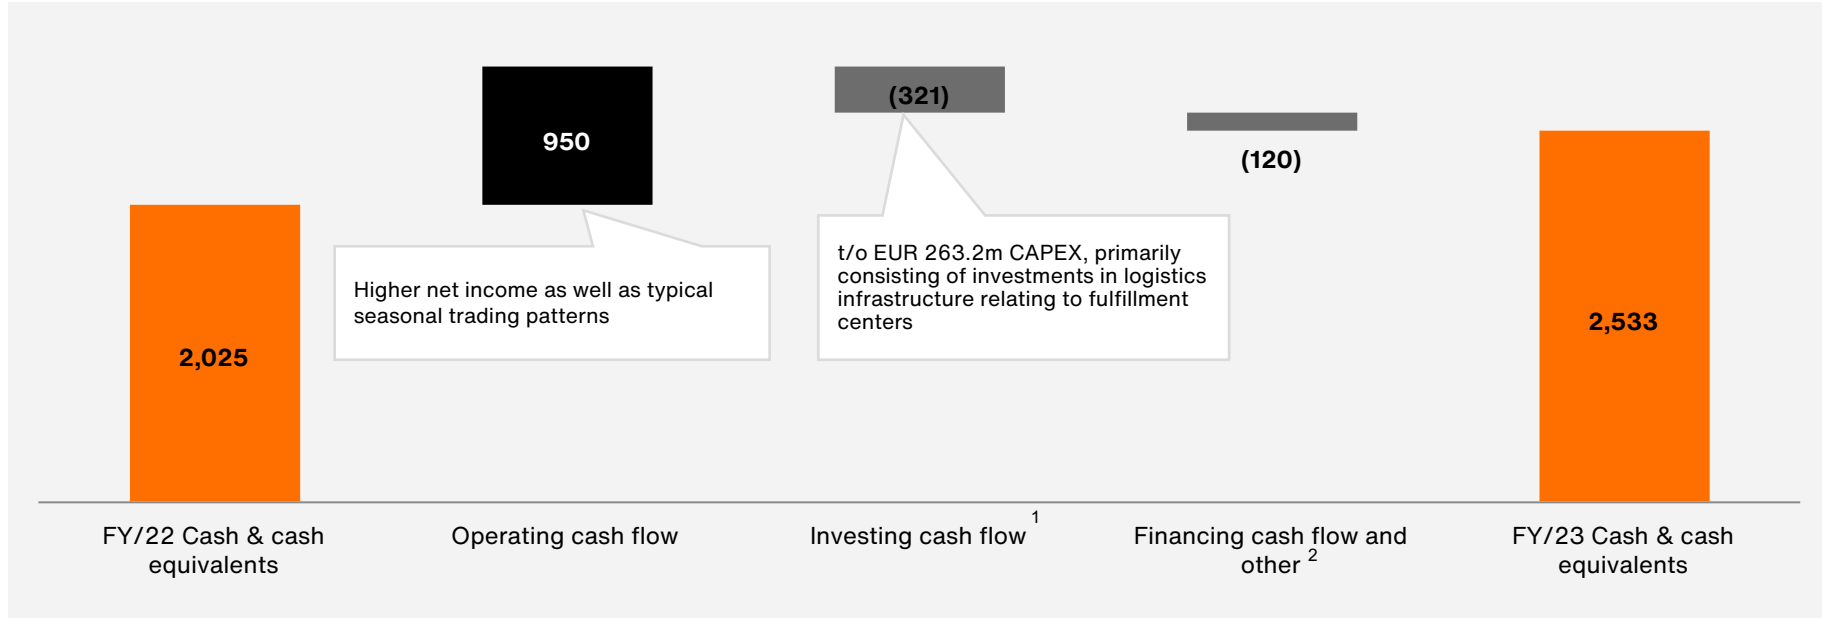 950
(321)
(120)
2,025
2,533
Higher net income as well as typical
seasonal trading patterns
t/o EUR 263.2m CAPEX, primarily
consisting of investments in logistics
infrastructure relating to fulfillment
centers
FY/22 Cash & cash
equivalents
Operating cash flow
Investing cash flow 1
Financing cash flow and
other 2
FY/23 Cash & cash
equivalents